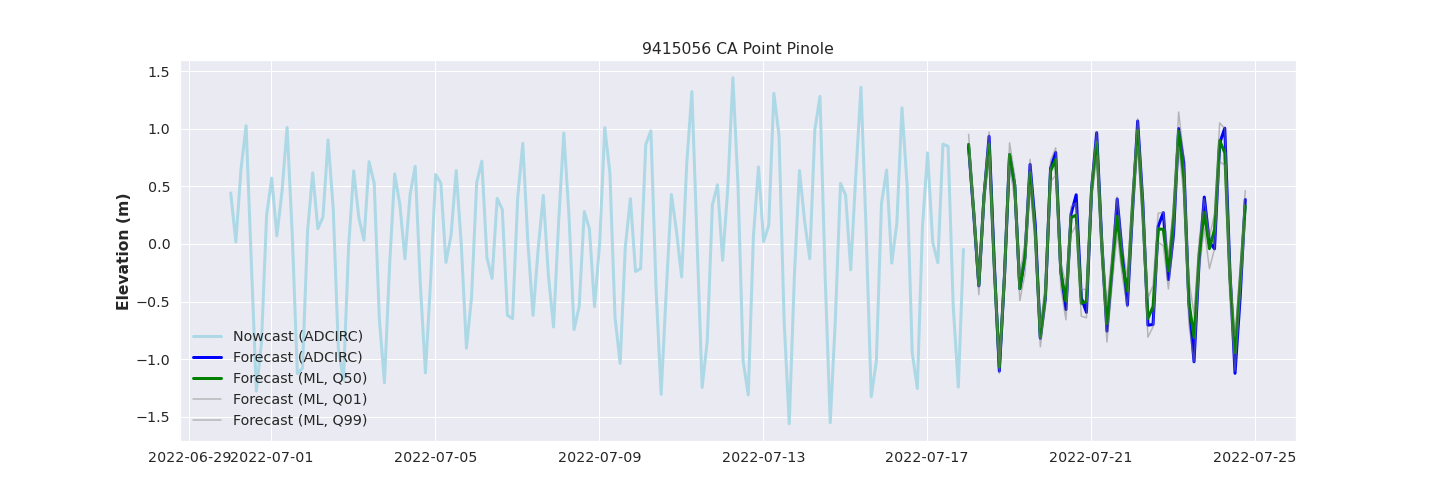 9415056 CA Point Pinole
Elevation (m)
1.5
1.0
0.5
0.0
−0.5
−1.0
−1.5
Nowcast (ADCIRC)
Forecast (ADCIRC)
Forecast (ML, Q50)
Forecast (ML, Q01)
Forecast (ML, Q99)
2022-06-29 2022-07-01 2022-07-05 2022-07-09 2022-07-13 2022-07-17 2022-07-21 2022-07-25